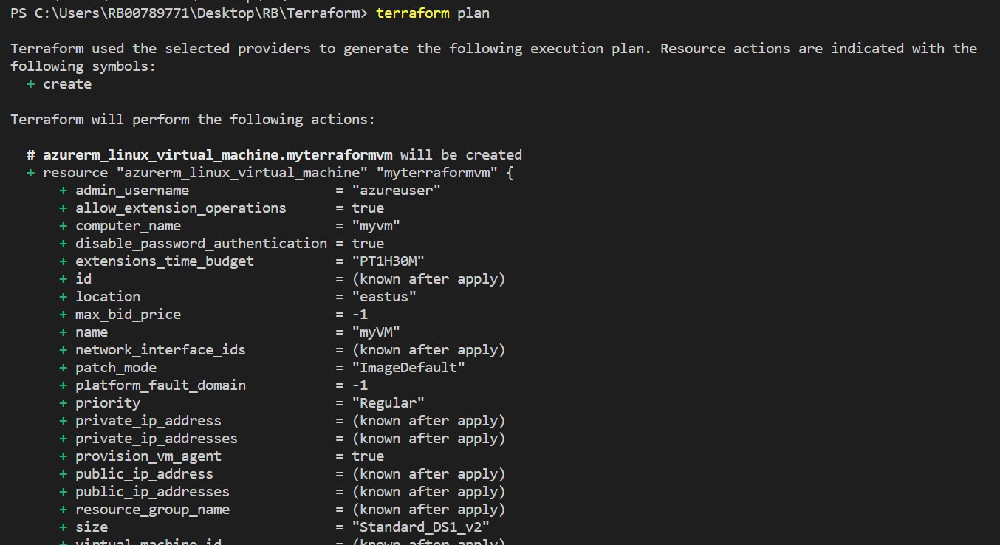 PS C:\Users\RB00789771\Desktop\RB\Terraform> terraform plan
Terraform used the selected providers to generate the following execution plan. Resource actions are indicated with the
following symbols:
+ create
Terraform will perform the following actions:
# azurerm_linux_virtual_machine.myterraformvm will be created
+ resource "azurerm_linux_virtual_machine" "myterraformvm" {
+ admin_username = "azureuser"
+ allow_extension_operations = true
+ computer_name = "myvm"
+ disable_password_authentication = true
+ extensions_time_budget = "PT1H30M"
+ id = (known after apply)
+ location = "eastus"
+ max_bid_price = -1
+ name = "myVM"
+ network_interface_ids = (known after apply)
+ patch_mode = "ImageDefault"
+ platform_fault_domain = -1
+ priority = "Regular"
+ private_ip_address = (known after apply)
+ private_ip_addresses = (known after apply)
+ provision_vm_agent = true
+ public_ip_address = (known after apply)
+ public_ip_addresses = (known after apply)
+ resource_group_name = (known after apply)
+ size = "Standard_DS1_v2"
+ virtual_machine_id = (known after apply)